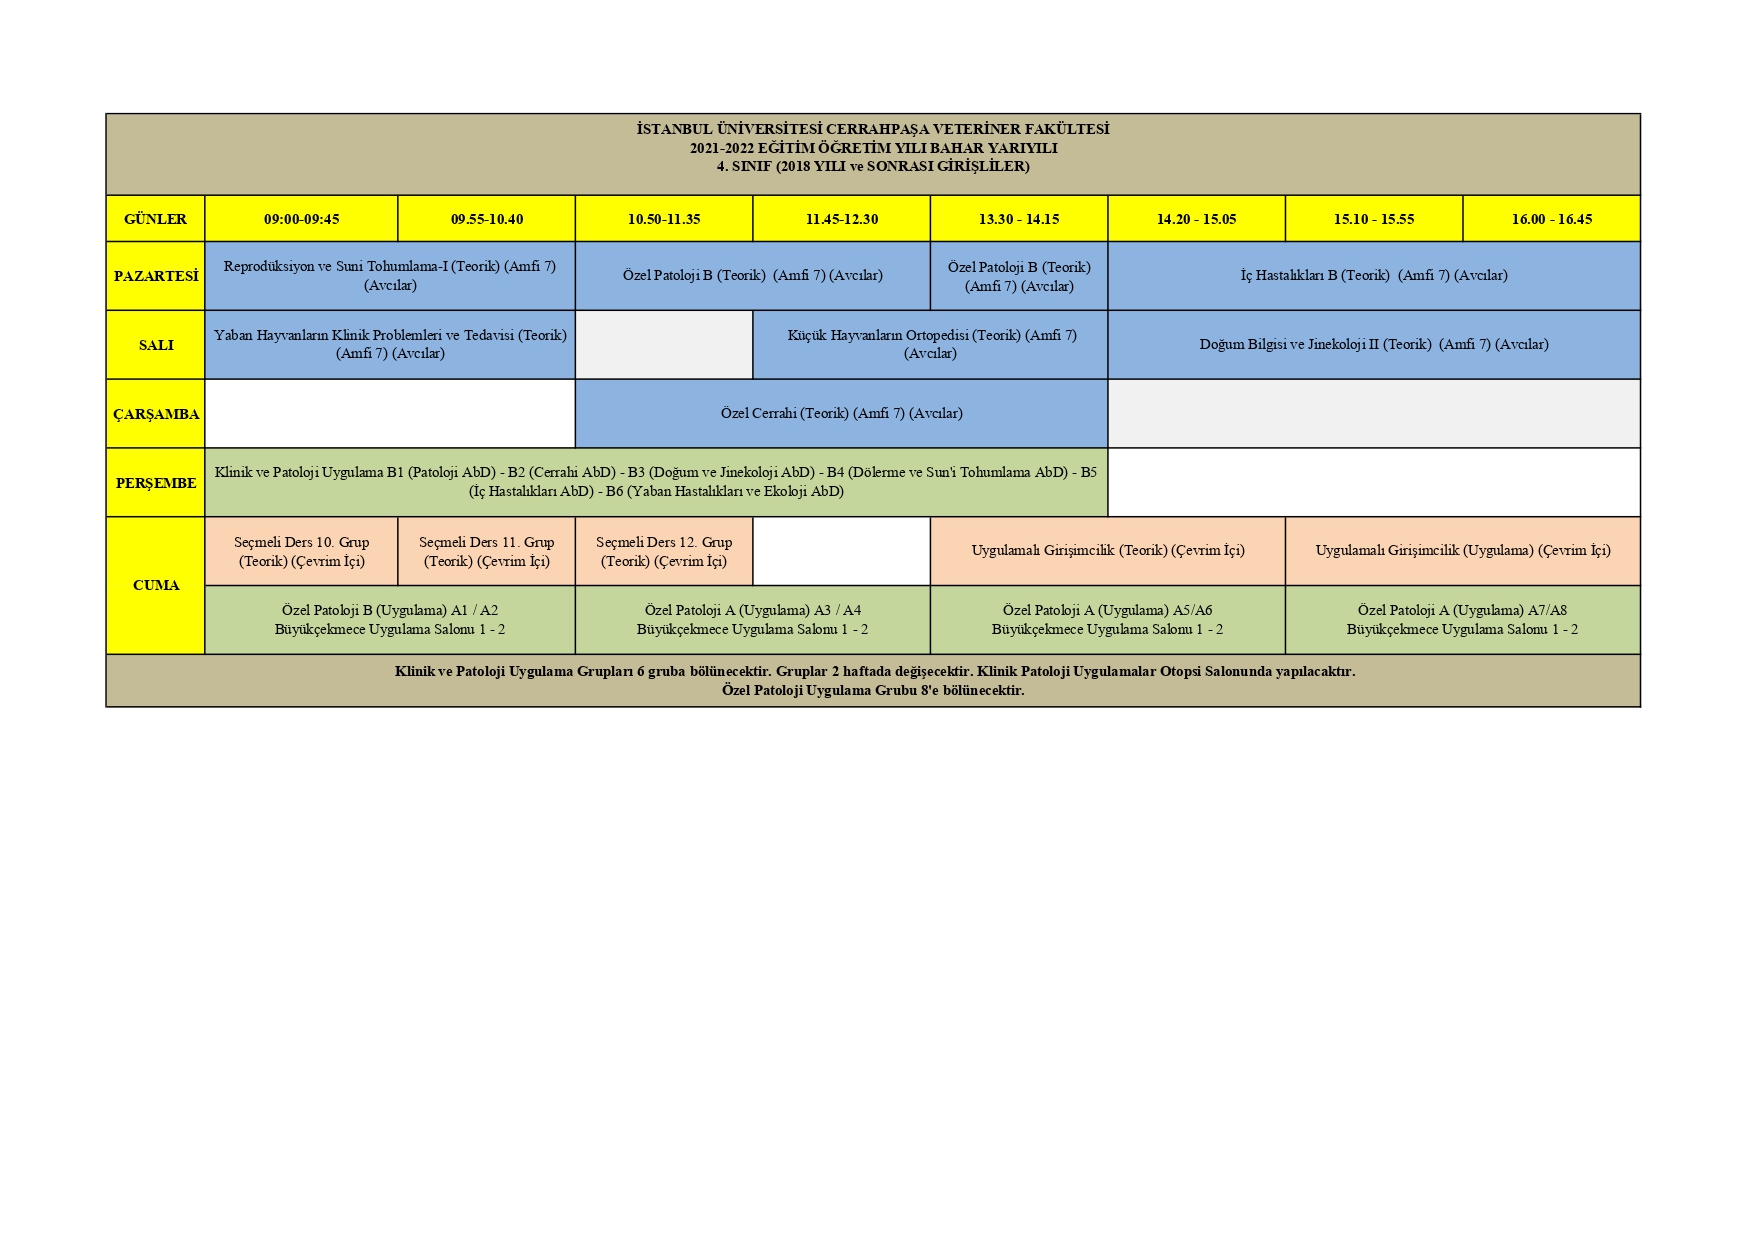 İSTANBUL ÜNİVERSİTESİ CERRAHPAŞA VETERİNER FAKÜLTESİ
2021-2022 EĞİTİM ÖĞRETİM YILI BAHAR YARIYILI
4. SINIF (2018 YILI ve SONRASI GİRİŞLİLER)
GÜNLER
09:00-09:45
09.55-10.40
10.50-11.35
11.45-12.30
13.30 - 14.15
14.20 - 15.05
15.10 - 15.55
16.00 - 16.45
PAZARTESİ
Reprodüksiyon ve Suni Tohumlama-I (Teorik) (Amfi 7)
(Avcılar)
Özel Patoloji B (Teorik)  (Amfi 7) (Avcılar)
Özel Patoloji B (Teorik)
(Amfi 7) (Avcılar)
İç Hastalıkları B (Teorik)  (Amfi 7) (Avcılar)
SALI
Yaban Hayvanların Klinik Problemleri ve Tedavisi (Teorik)
(Amfi 7) (Avcılar)
Küçük Hayvanların Ortopedisi (Teorik) (Amfi 7)
(Avcılar)
Doğum Bilgisi ve Jinekoloji II (Teorik)  (Amfi 7) (Avcılar)
ÇARŞAMBA
Özel Cerrahi (Teorik) (Amfi 7) (Avcılar)
PERŞEMBE
Klinik ve Patoloji Uygulama B1 (Patoloji AbD) - B2 (Cerrahi AbD) - B3 (Doğum ve Jinekoloji AbD) - B4 (Dölerme ve Sun'i Tohumlama AbD) - B5
(İç Hastalıkları AbD) - B6 (Yaban Hastalıkları ve Ekoloji AbD)
CUMA
Seçmeli Ders 10. Grup
(Teorik) (Çevrim İçi)
Seçmeli Ders 11. Grup
(Teorik) (Çevrim İçi)
Seçmeli Ders 12. Grup
(Teorik) (Çevrim İçi)
Uygulamalı Girişimcilik (Teorik) (Çevrim İçi)
Uygulamalı Girişimcilik (Uygulama) (Çevrim İçi)
Özel Patoloji B (Uygulama) A1 / A2
Büyükçekmece Uygulama Salonu 1 - 2
Özel Patoloji A (Uygulama) A3 / A4
Büyükçekmece Uygulama Salonu 1 - 2
Özel Patoloji A (Uygulama) A5/A6
Büyükçekmece Uygulama Salonu 1 - 2
Özel Patoloji A (Uygulama) A7/A8
Büyükçekmece Uygulama Salonu 1 - 2
Klinik ve Patoloji Uygulama Grupları 6 gruba bölünecektir. Gruplar 2 haftada değişecektir. Klinik Patoloji Uygulamalar Otopsi Salonunda yapılacaktır.
Özel Patoloji Uygulama Grubu 8'e bölünecektir.